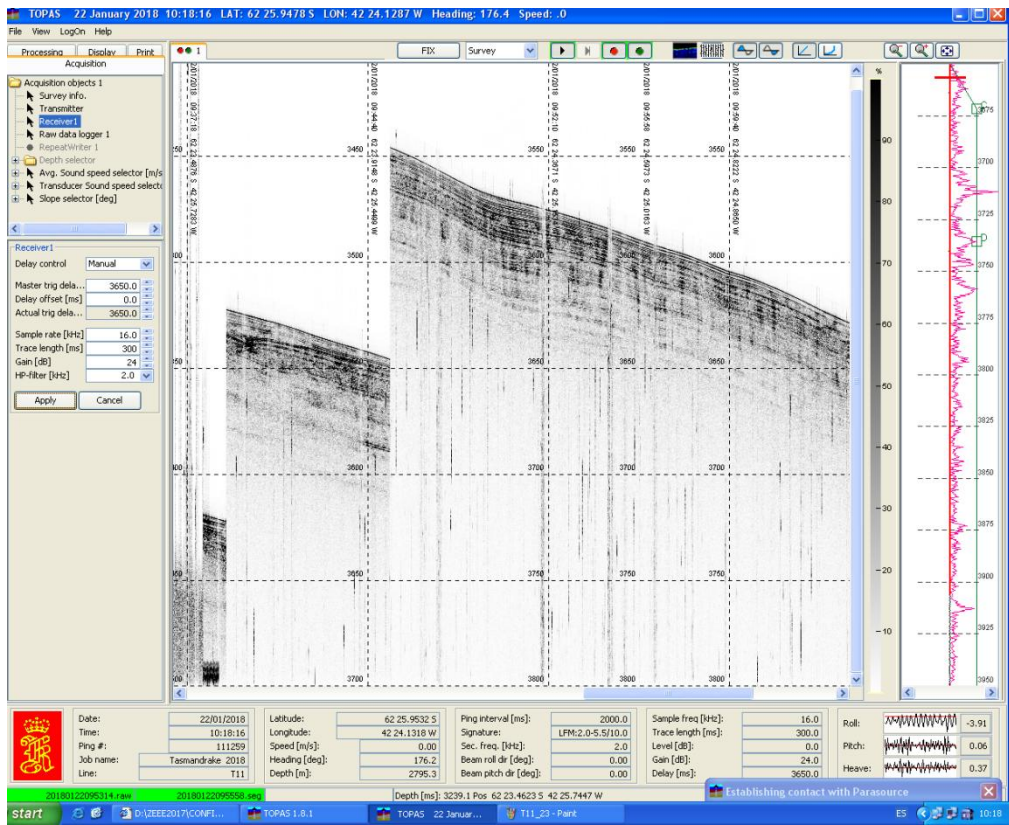 TOPAS 22 January 2018 10:18:16 LAT: 62 25.9478 S LON: 42 24.1287 W Heading: 176.4 Speed: .0
File View LogOn Help
Processing Display Print
Acquisition
1
FIX
Survey
Acquisition objects 1
Survey info.
Transmitter
Receiver1
Raw data logger 1
RepeatWriter 1
Depth selector
Avg. Sound speed selector [m/s
Transducer Sound speed selecto
Slope selector [deg]
Receiver1
Delay control Manual
Master trig dela... 3650.0
Delay offset [ms] 0.0
Actual trig dela... 3650.0
Sample rate [kHz] 16.0
Trace length [ms] 300
Gain [dB] 24
HP-filter [kHz] 2.0
Apply Cancel
3450 3550 3550 3550
3500 3600 3600 3600
3650 3650 3650
3600 3700 3700 3700
3650 3750 3750 3750
3700 3800 3800 3800
%
90
80
70
60
50
40
30
20
10
3700
3725
3775
3800
3825
3850
3875
3900
3925
3950
Date: 22/01/2018
Time: 10:18:16
Ping #: 111259
Job name: Tasmandrake 2018
Line: T11
Latitude: 62 25.9532 S
Longitude: 42 24.1318 W
Speed [m/s]: 0.00
Heading [deg]: 176.2
Depth [m]: 2795.3
Ping interval [ms]: 2000.0
Signature: LFM:2.0-5.5/10.0
Sec. freq. [kHz]: 2.0
Beam roll dir [deg]: 0.00
Beam pitch dir [deg]: 0.00
Sample freq [kHz]: 16.0
Trace length [ms]: 300.0
Level [dB]: 0.0
Gain [dB]: 24.0
Delay [ms]: 3650.0
Roll: -3.91
Pitch: 0.06
Heave: 0.37
20180122095314.raw 20180122095558.seg Depth [ms]: 3239.1 Pos 62 23.4623 S 42 25.7447 W
Establishing contact with Parasource
start D:\ZEEE2017\CONFI... TOPAS 1.8.1 TOPAS 22 Januar... T11_23 - Paint ES 10:18